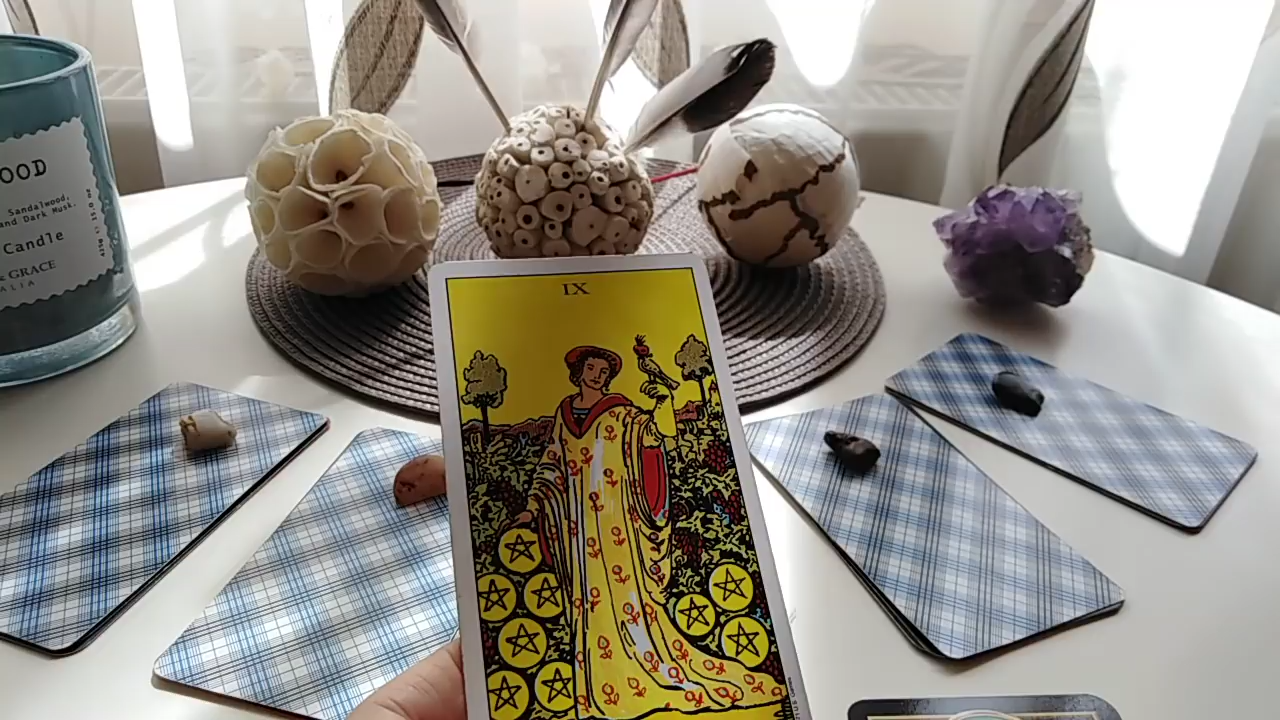 OOD
Sandalwood,
and Dark Musk.
Candle
& GRACE
ALIA
IX